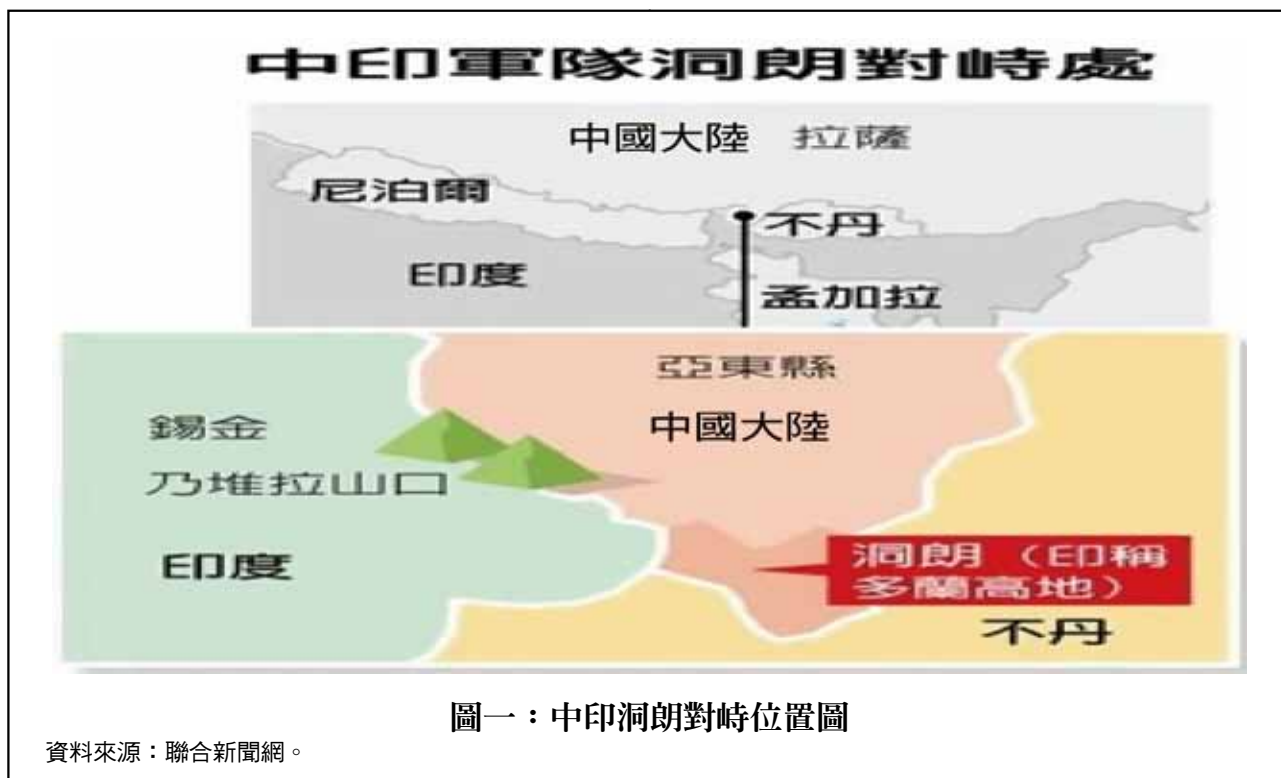 中印軍隊洞朗對峙處
中國大陸 拉薩
尼泊爾
不丹
印度
孟加拉
亞東縣
中國大陸
錫金
乃堆拉山口
印度
洞朗（印稱
多蘭高地）
不丹
圖一：中印洞朗對峙位置圖
資料來源：聯合新聞網。